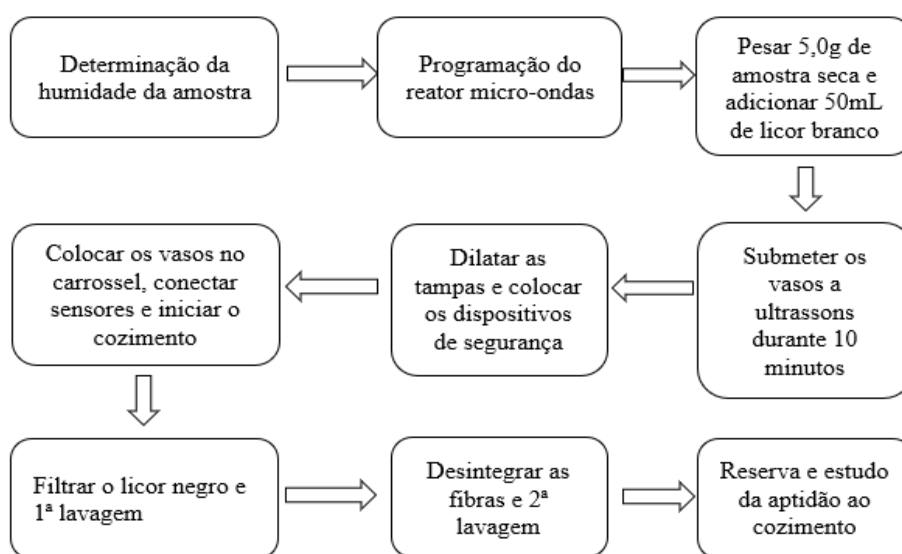 Determinação da
humidade da amostra
Programação do
reator micro-ondas
Pesar 5,0g de
amostra seca e
adicionar 50mL
de licor branco
Submeter os
vasos a
ultrassons
durante 10
minutos
Dilatar as
tampas e colocar
os dispositivos
de segurança
Colocar os vasos no
carrossel, conectar
sensores e iniciar o
cozimento
Filtrar o licor negro e
1ª lavagem
Desintegrar as
fibras e 2ª
lavagem
Reserva e estudo
da aptidão ao
cozimento